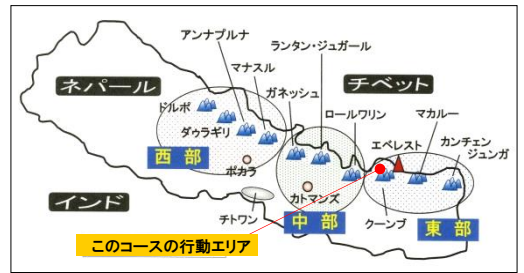 アンナプルナ
マナスル
ランタン・ジュガール
ガネッシュ
ネパール
チベット
ドルポ
ダウラギリ
ロールワリン
マカルー
エベレスト
カンチェン
ジュンガ
西部
ポカラ
インド
チトワン
カトマンズ
クーンブ
中部
東部
このコースの行動エリア